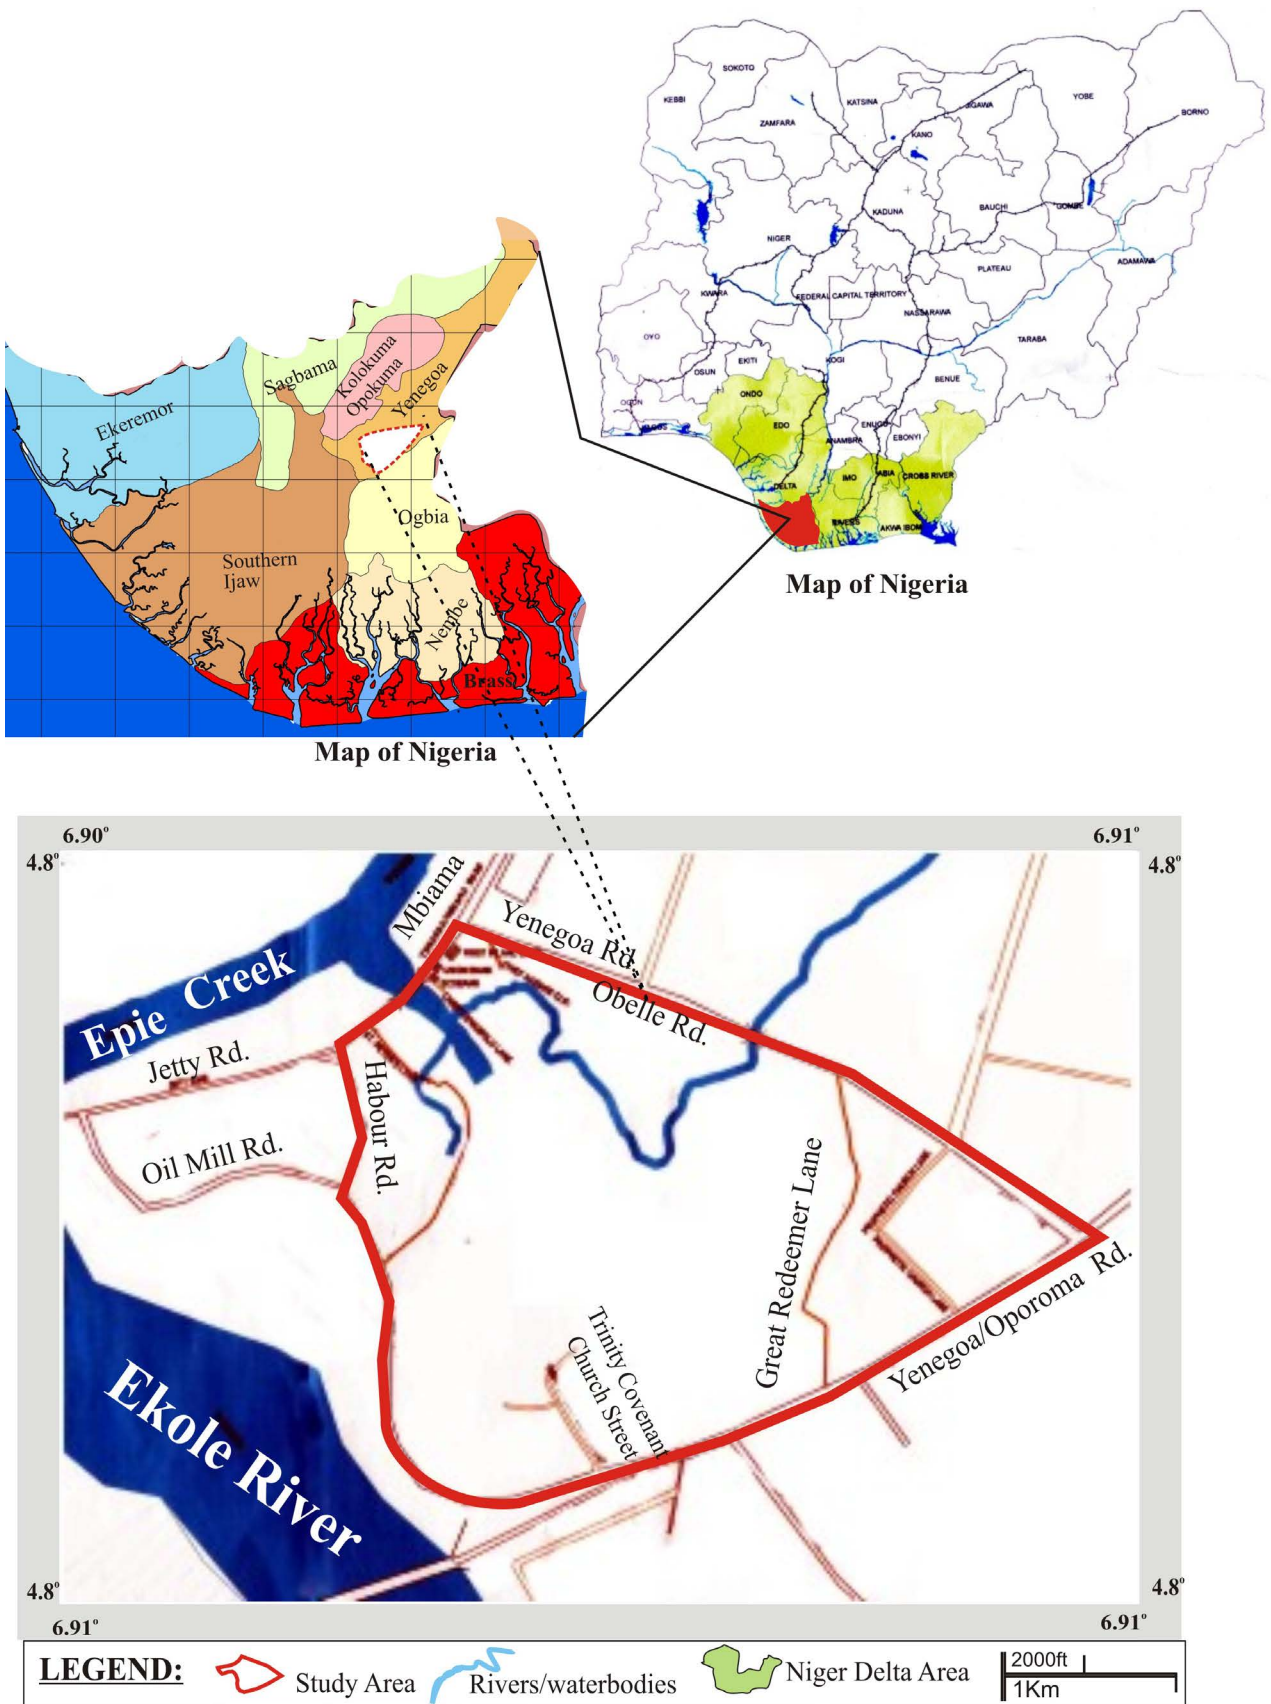 SOKOTO
KEBBI
KATSINA
JIGAWA
YOBE
BORNO
ZAMFARA
KANO
KADUNA
BAUCHI
GOMBE
NIGER
PLATEAU
ADAMAWA
KWARA
FEDERAL CAPITAL TERRITORY
NASSARAWA
OYO
TARABA
EKITI
KOGI
OSUN
BENUE
ONDO
OGUN
EDO
ENUGU
LAGOS
ANAMBRA
EBONYI
DELTA
IMO
ABIA
CROSS RIVER
RIVERS
AKWA IBOM
Map of Nigeria
Sagbama
Kolokuma
Opokuma
Yenegoa
Ekeremor
Ogbia
Southern
Ijaw
Nembe
Brass
Map of Nigeria
6.90°
6.91°
4.8°
4.8°
Mbiama
Yenegoa Rd.
Obelle Rd.
Epie Creek
Jetty Rd.
Habour Rd.
Oil Mill Rd.
Great Redeemer Lane
Yenegoa/Oporoma Rd.
Trinity Covenant
Church Street
Ekole River
4.8°
4.8°
6.91°
6.91°
LEGEND:
Study Area
Rivers/waterbodies
Niger Delta Area
2000ft
1Km